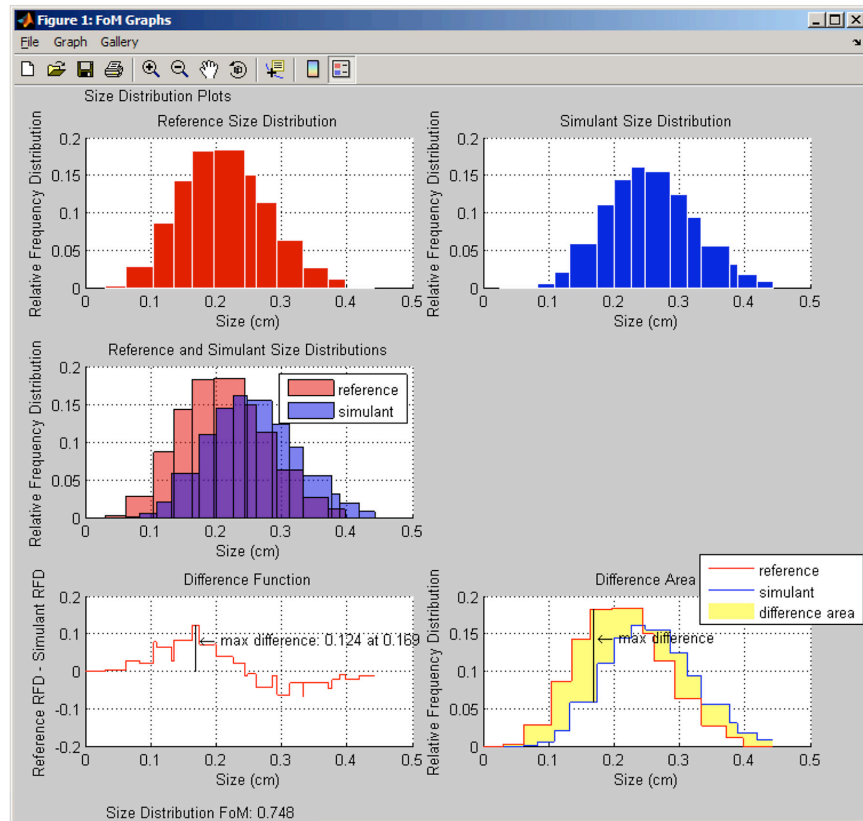 Figure 1: FoM Graphs
File Graph Gallery
Size Distribution Plots
Reference Size Distribution
Relative Frequency Distribution
0.2
0.15
0.1
0.05
0
0 0.1 0.2 0.3 0.4 0.5
Size (cm)
Simulant Size Distribution
Relative Frequency Distribution
0.2
0.15
0.1
0.05
0
0 0.1 0.2 0.3 0.4 0.5
Size (cm)
Reference and Simulant Size Distributions
Relative Frequency Distribution
0.2
0.15
0.1
0.05
0
reference
simulant
0 0.1 0.2 0.3 0.4 0.5
Size (cm)
Difference Function
Reference RFD - Simulant RFD
0.2
0.1
0
-0.1
-0.2
max difference: 0.124 at 0.169
0 0.1 0.2 0.3 0.4 0.5
Size (cm)
Difference Area
Relative Frequency Distribution
0.2
0.15
0.1
0.05
0
reference
simulant
difference area
max difference
0 0.1 0.2 0.3 0.4 0.5
Size (cm)
Size Distribution FoM: 0.748